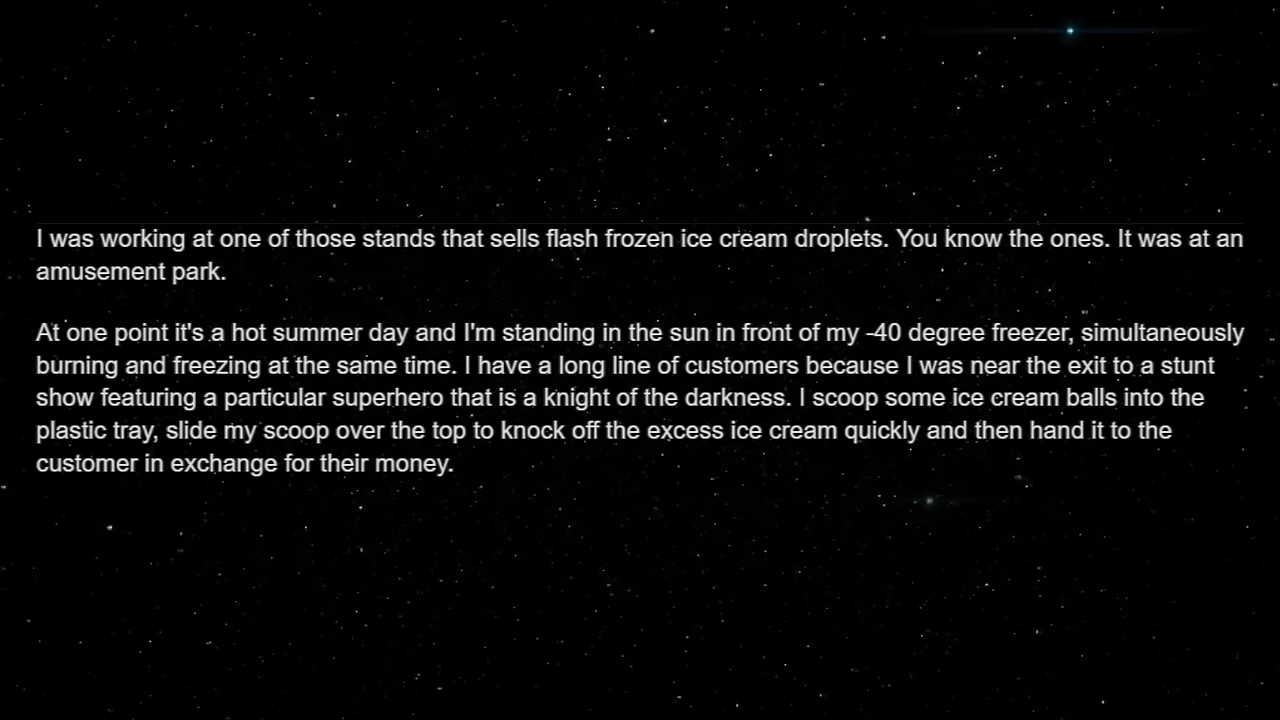 I was working at one of those stands that sells flash frozen ice cream droplets. You know the ones. It was at an
amusement park.
At one point it's a hot summer day and I'm standing in the sun in front of my -40 degree freezer, simultaneously
burning and freezing at the same time. I have a long line of customers because I was near the exit to a stunt
show featuring a particular superhero that is a knight of the darkness. I scoop some ice cream balls into the
plastic tray, slide my scoop over the top to knock off the excess ice cream quickly and then hand it to the
customer in exchange for their money.